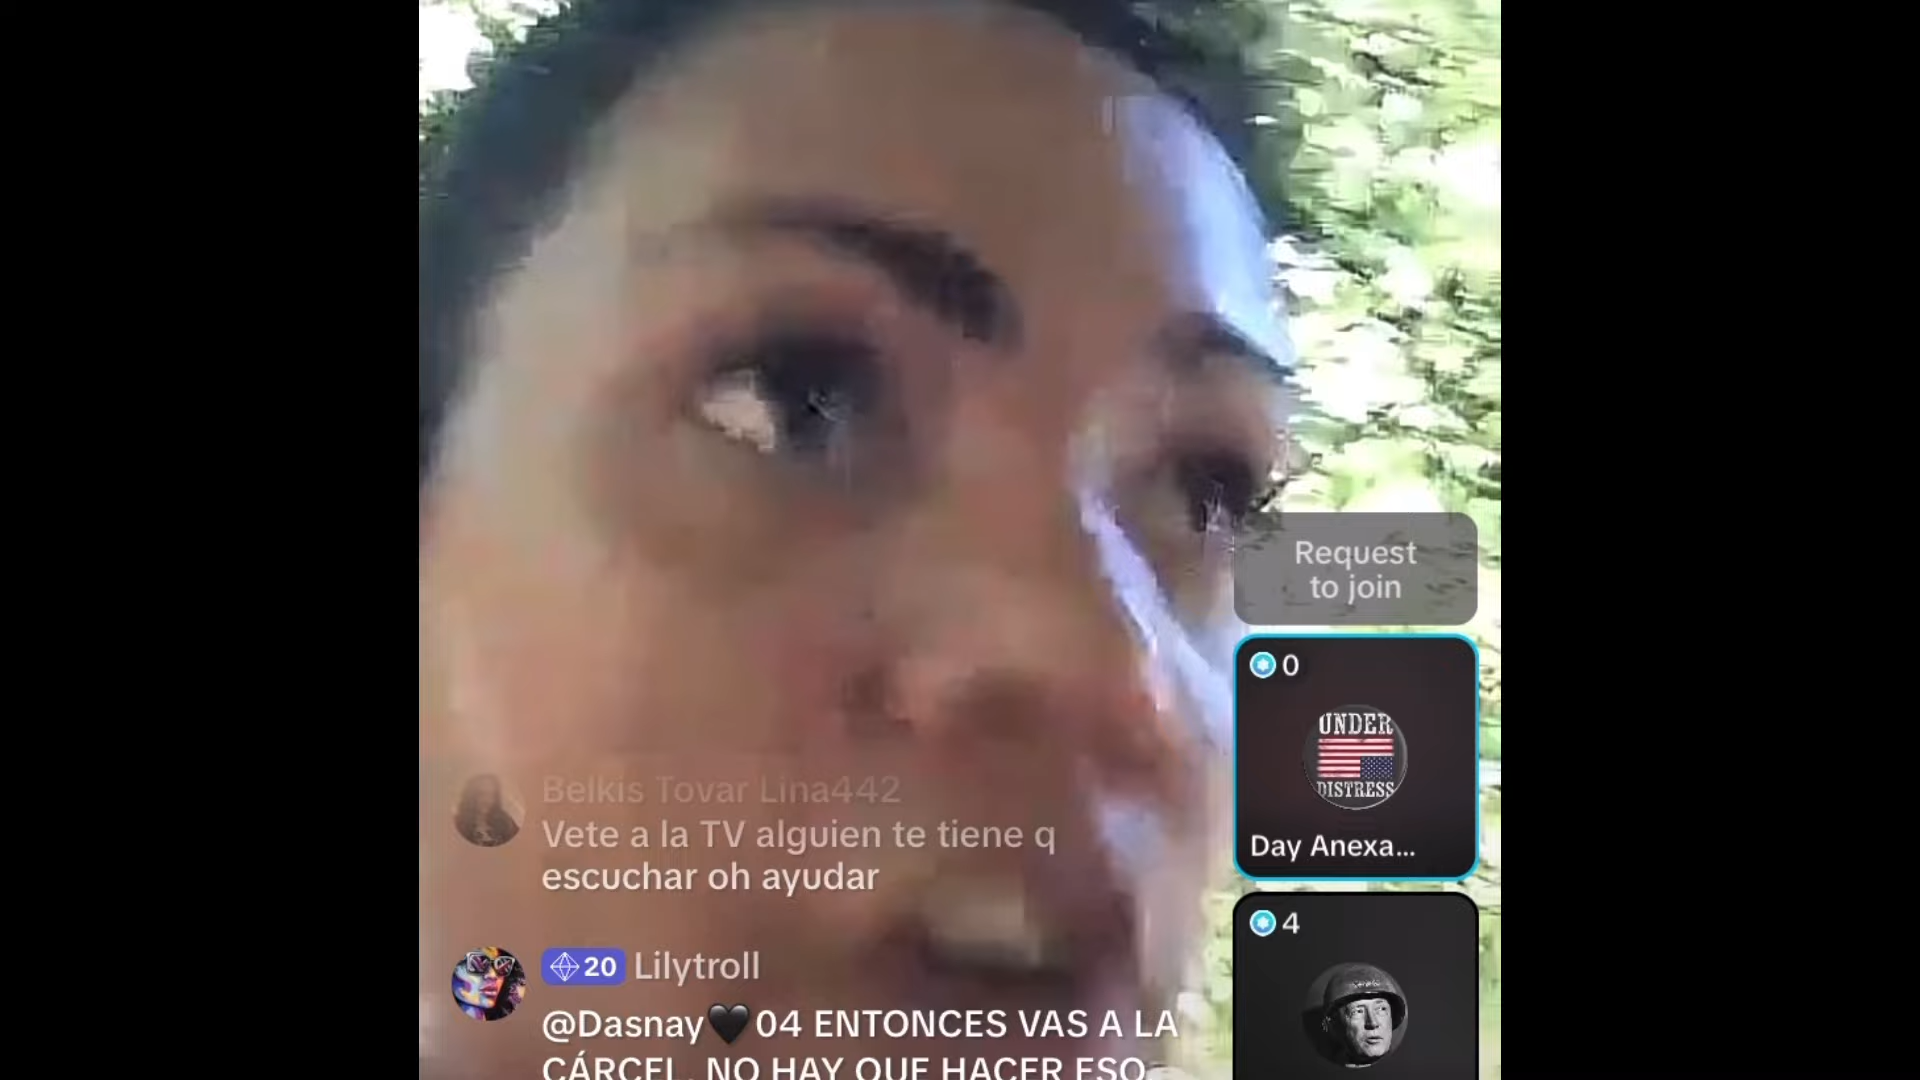 Request
to join
0
UNDER
DISTRESS
Day Anexa...
4
Belkis Tovar Lina442
Vete a la TV alguien te tiene q
escuchar oh ayudar
20 Lilytroll
@Dasnay🖤04 ENTONCES VAS A LA
CÁRCEL. NO HAY QUE HACER ESO.